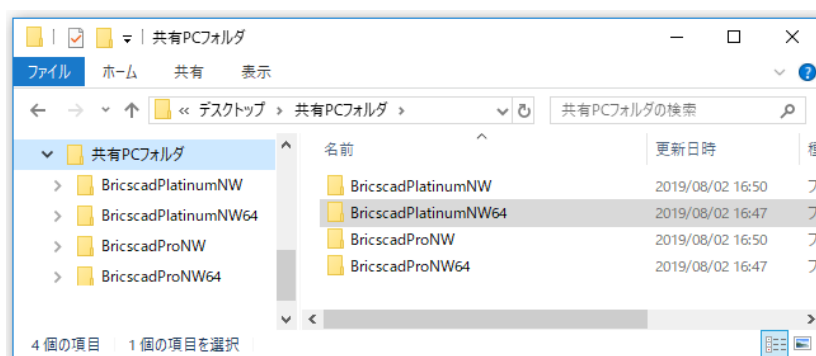 共有PCフォルダ
ファイル ホーム 共有 表示
« デスクトップ › 共有PCフォルダ › 共有PCフォルダの検索
共有PCフォルダ
BricscadPlatinumNW
BricscadPlatinumNW64
BricscadProNW
BricscadProNW64
名前 更新日時
BricscadPlatinumNW 2019/08/02 16:50 フ
BricscadPlatinumNW64 2019/08/02 16:47 フ
BricscadProNW 2019/08/02 16:50 フ
BricscadProNW64 2019/08/02 16:47 フ
4 個の項目 1 個の項目を選択